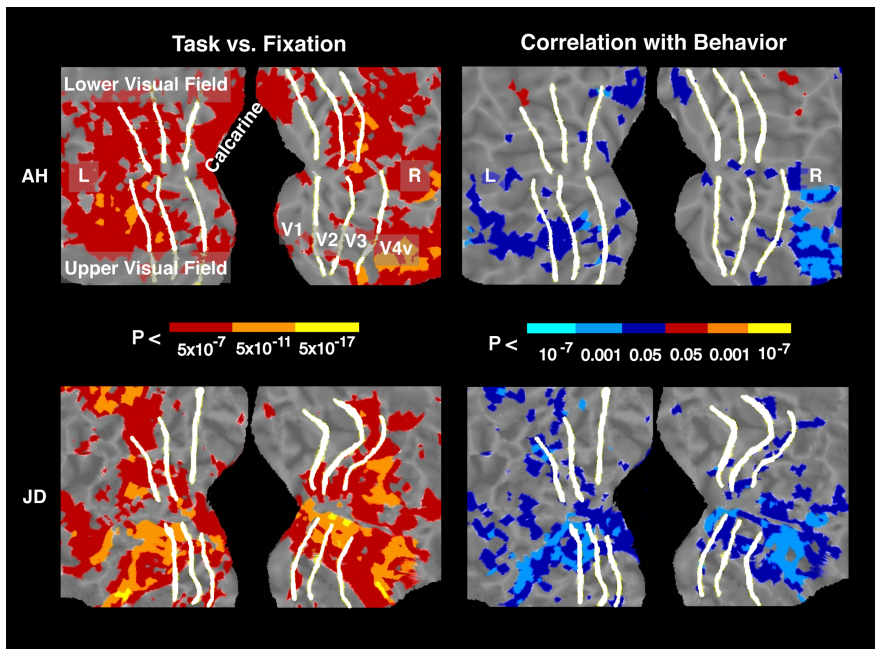 Task vs. Fixation
Correlation with Behavior
Lower Visual Field
Calcarine
AH
L
R
L
R
V1
V2
V3
V4v
Upper Visual Field
P <
5x10-7
5x10-11
5x10-17
P <
10-7
0.001
0.05
0.05
0.001
10-7
JD